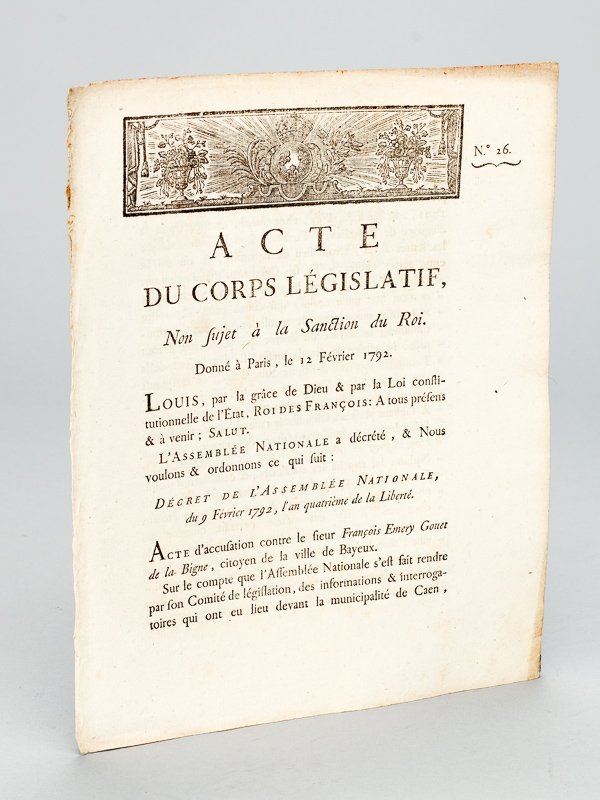 N.º 26.
ACTE
DU CORPS LÉGISLATIF,
Non ſujet à la Sanction du Roi.
Donné à Paris, le 12 Février 1792.
LOUIS, par la grâce de Dieu & par la Loi conſti-
tutionnelle de l'État, ROI DES FRANÇOIS: A tous préſens
& à venir; SALUT.
L'ASSEMBLÉE NATIONALE a décrété, & Nous
voulons & ordonnons ce qui ſuit:
DÉCRET DE L'ASSEMBLÉE NATIONALE,
du 9 Février 1792, l'an quatrième de la Liberté.
ACTE d'accuſation contre le ſieur François Emery Gouet
de la Bigne, citoyen de la ville de Bayeux.
Sur le compte que l'Aſſemblée Nationale s'eſt fait rendre
par ſon Comité de légiſlation, des informations & interroga-
toires qui ont eu lieu devant la municipalité de Caen,